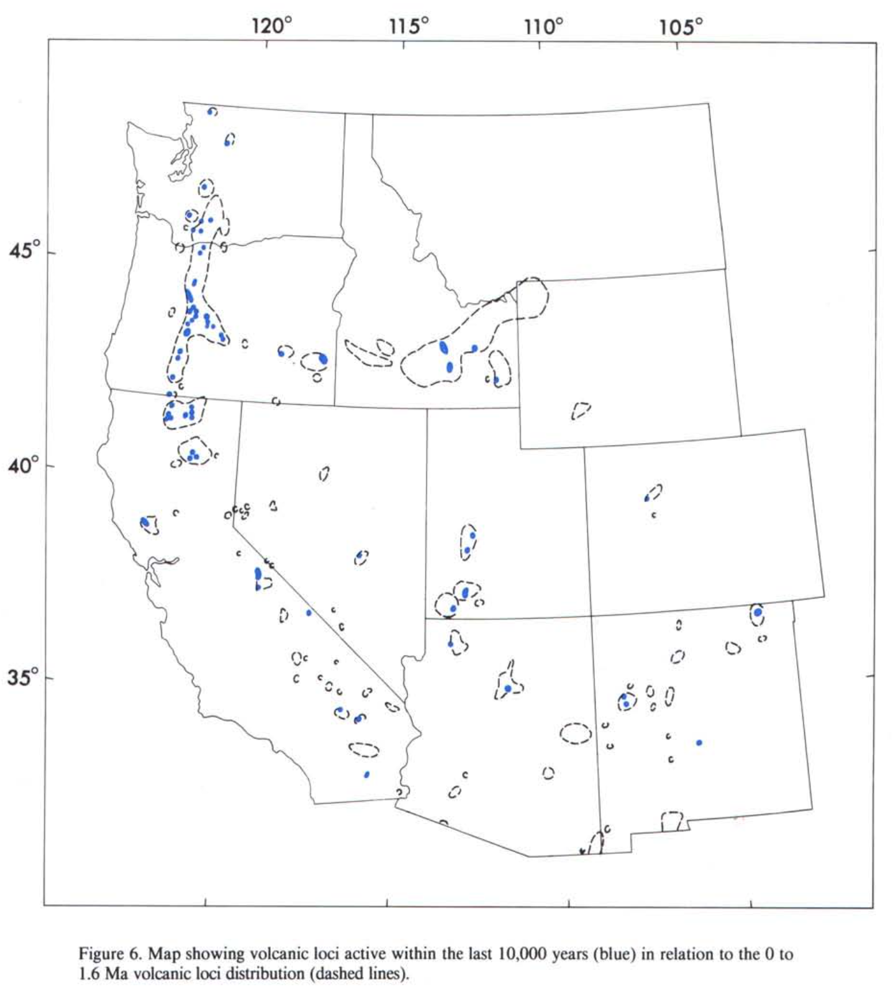 120° 115° 110° 105°
45°
40°
35°
Figure 6. Map showing volcanic loci active within the last 10,000 years (blue) in relation to the 0 to
1.6 Ma volcanic loci distribution (dashed lines).